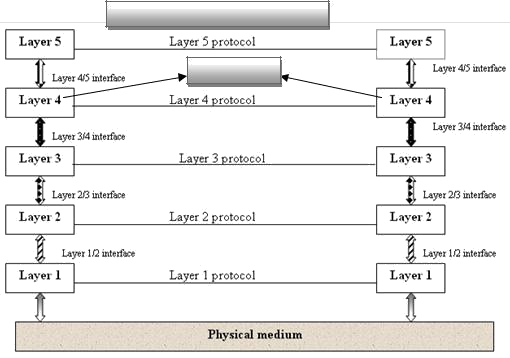 Layer 5 Layer 5 protocol Layer 5
Layer 4/5 interface Layer 4/5 interface
Layer 4 Layer 4 protocol Layer 4
Layer 3/4 interface Layer 3/4 interface
Layer 3 Layer 3 protocol Layer 3
Layer 2/3 interface Layer 2/3 interface
Layer 2 Layer 2 protocol Layer 2
Layer 1/2 interface Layer 1/2 interface
Layer 1 Layer 1 protocol Layer 1
Physical medium